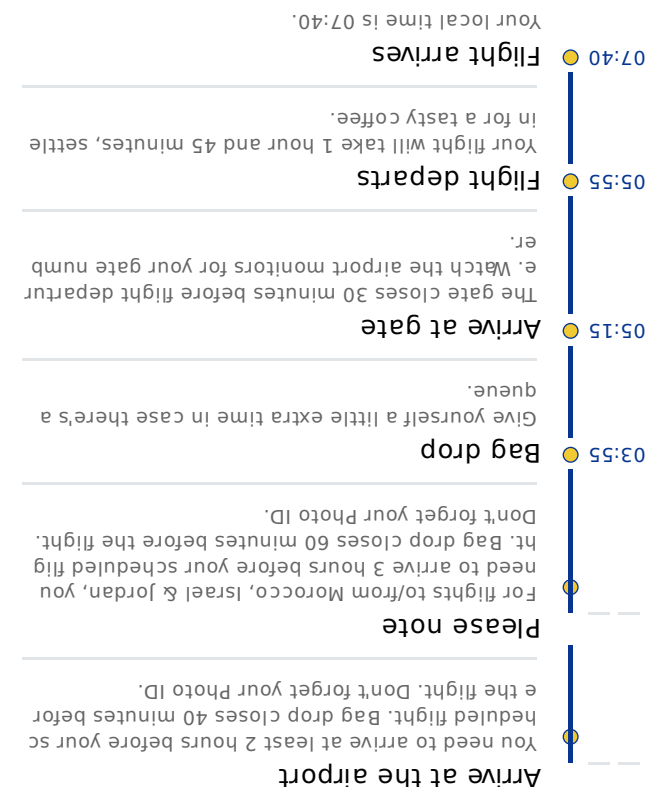 Arrive at the airport
You need to arrive at least 2 hours before your sc
heduled flight. Bag drop closes 40 minutes befor
e the flight. Don't forget your Photo ID.
Please note
For flights to/from Morocco, Israel & Jordan, you
need to arrive 3 hours before your scheduled flig
ht. Bag drop closes 60 minutes before the flight.
Don't forget your Photo ID.
03:55 Bag drop
Give yourself a little extra time in case there's a
queue.
05:15 Arrive at gate
The gate closes 30 minutes before flight departur
e. Watch the airport monitors for your gate numb
er.
05:55 Flight departs
Your flight will take 1 hour and 45 minutes, settle
in for a tasty coffee.
07:40 Flight arrives
Your local time is 07:40.